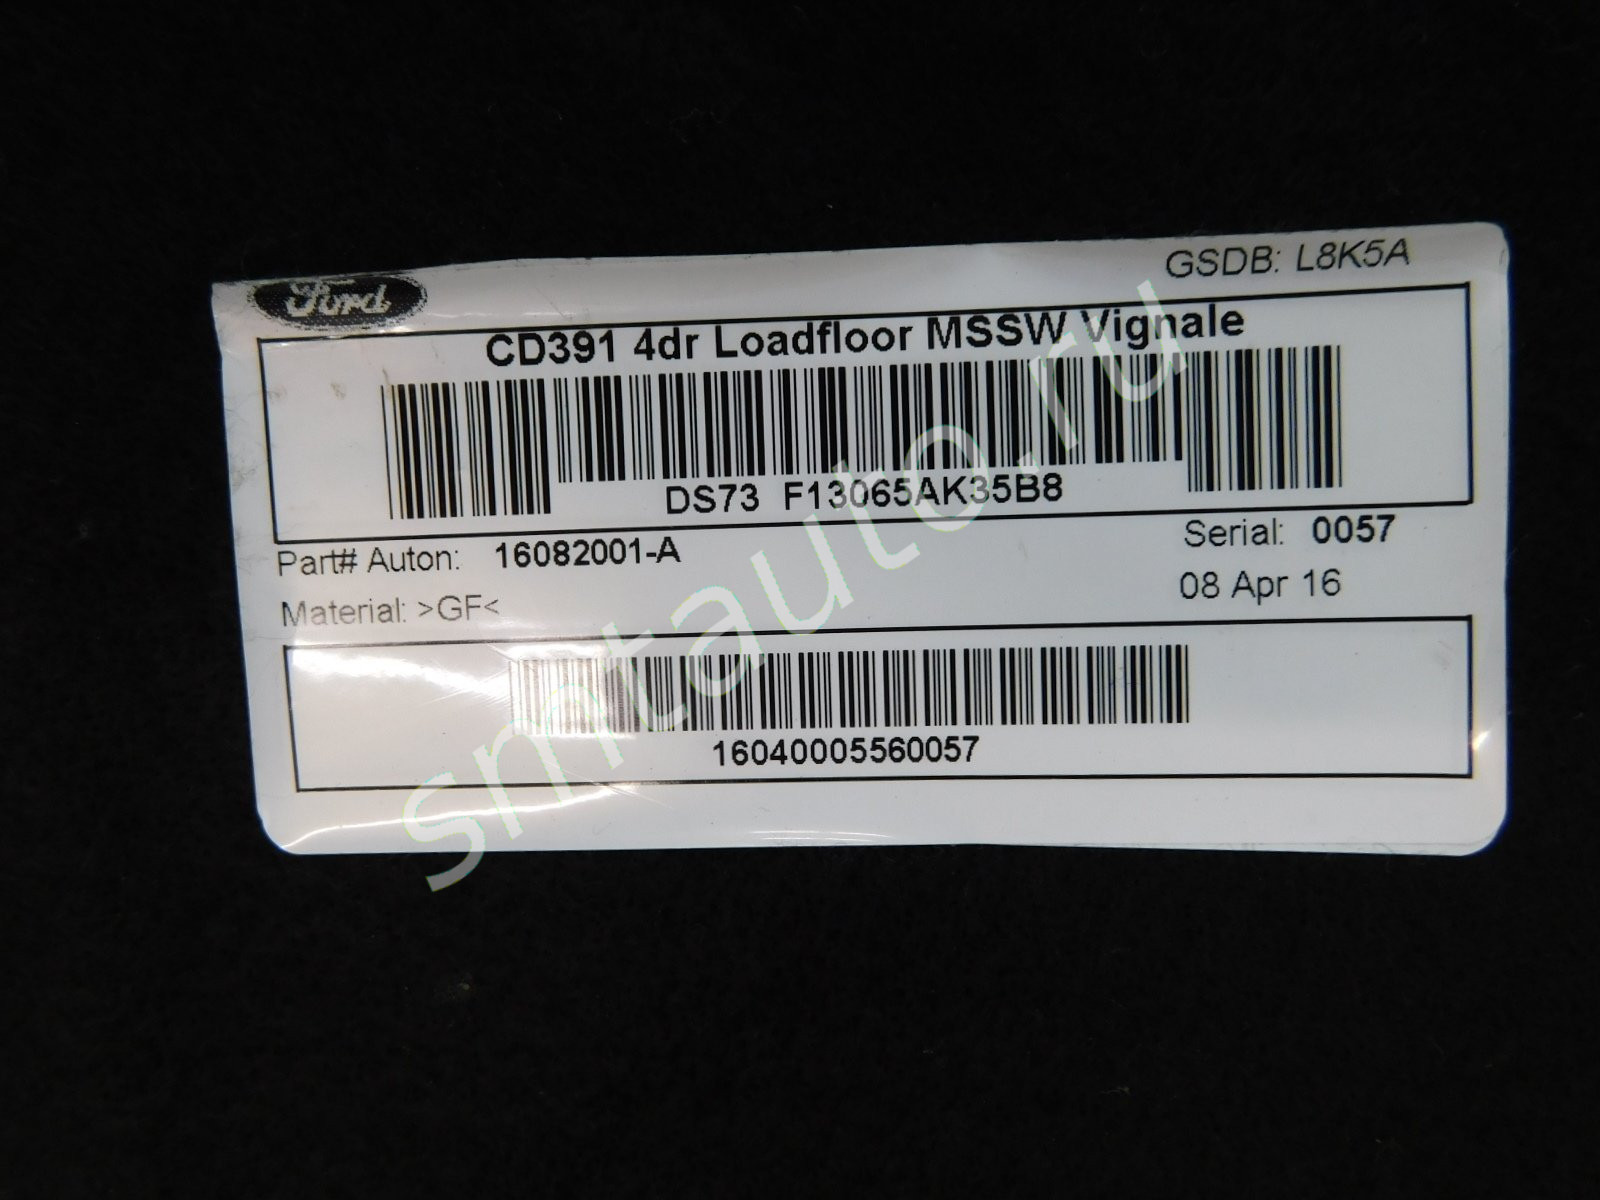 Ford
GSDB: L8K5A
CD391 4dr Loadfloor MSSW Vignale
DS73 F13065AK35B8
Part# Auton: 16082001-A
Serial: 0057
Material: >GF<
08 Apr 16
16040005560057
smtauto.ru